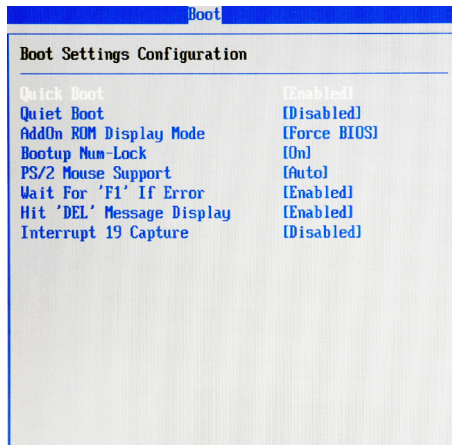 Boot
Boot Settings Configuration
Quick Boot [Enabled]
Quiet Boot [Disabled]
AddOn ROM Display Mode [Force BIOS]
Bootup Num-Lock [On]
PS/2 Mouse Support [Auto]
Wait For 'F1' If Error [Enabled]
Hit 'DEL' Message Display [Enabled]
Interrupt 19 Capture [Disabled]